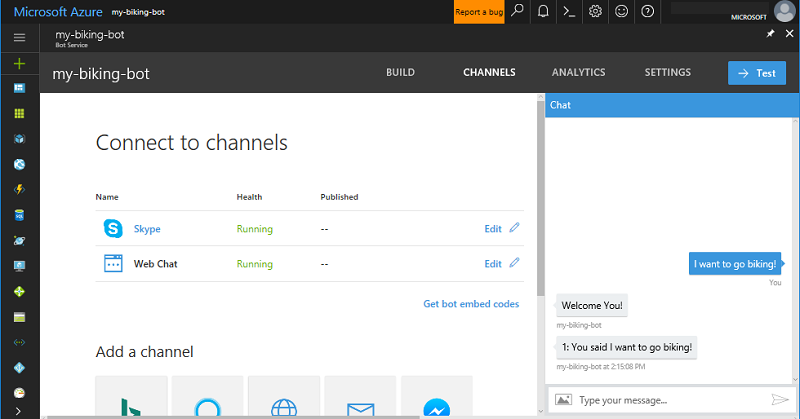 Microsoft Azure my-biking-bot Report a bug MICROSOFT
my-biking-bot
Bot Service
my-biking-bot BUILD CHANNELS ANALYTICS SETTINGS Test
Chat
Connect to channels
Name Health Published
Skype Running -- Edit
Web Chat Running -- Edit
Get bot embed codes
Add a channel
I want to go biking!
You
Welcome You!
my-biking-bot
1: You said I want to go biking!
my-biking-bot at 2:15:08 PM
Type your message...